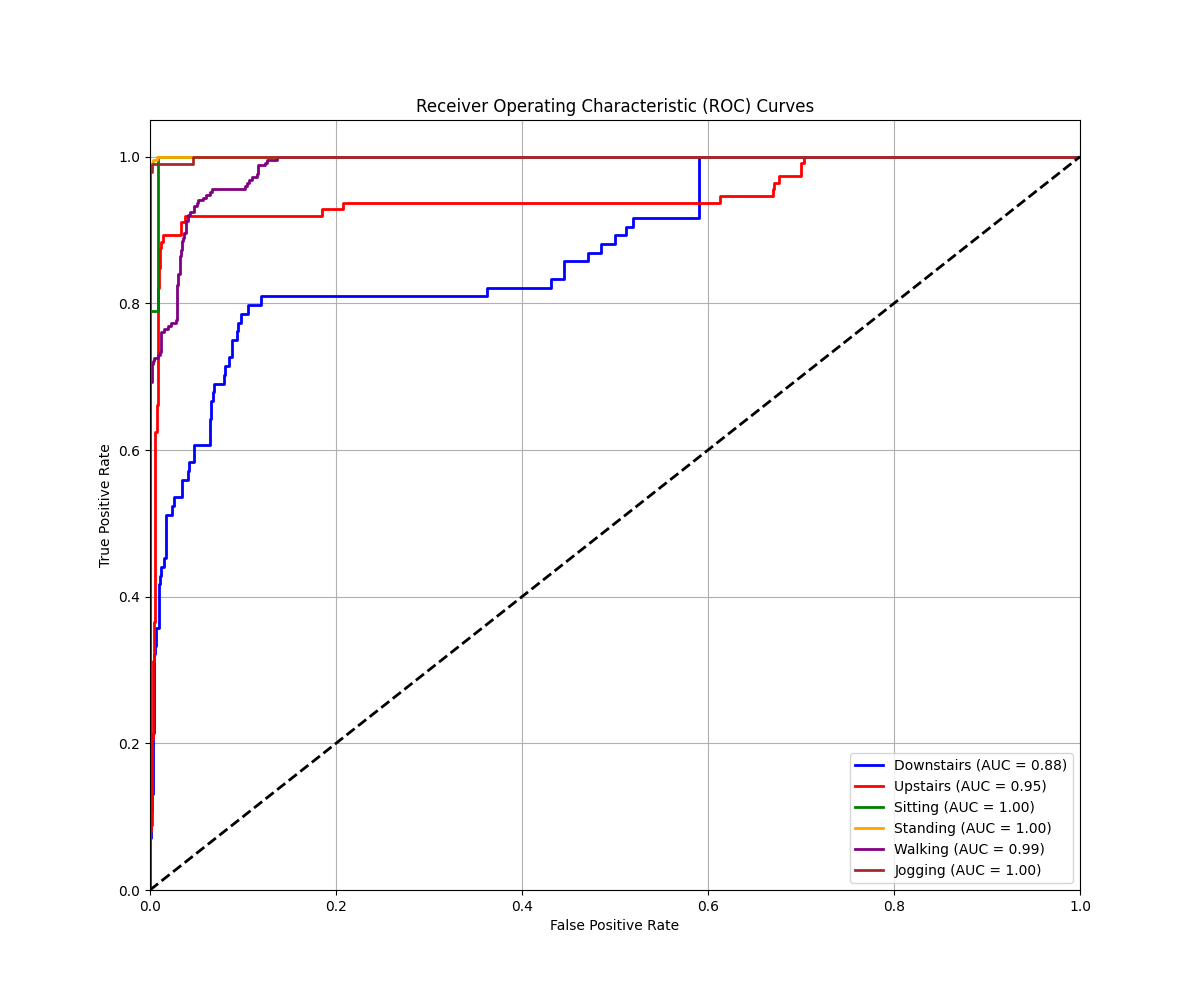 Receiver Operating Characteristic (ROC) Curves
True Positive Rate
1.0
0.8
0.6
0.4
0.2
0.0
0.0 0.2 0.4 0.6 0.8 1.0
False Positive Rate
Downstairs (AUC = 0.88)
Upstairs (AUC = 0.95)
Sitting (AUC = 1.00)
Standing (AUC = 1.00)
Walking (AUC = 0.99)
Jogging (AUC = 1.00)